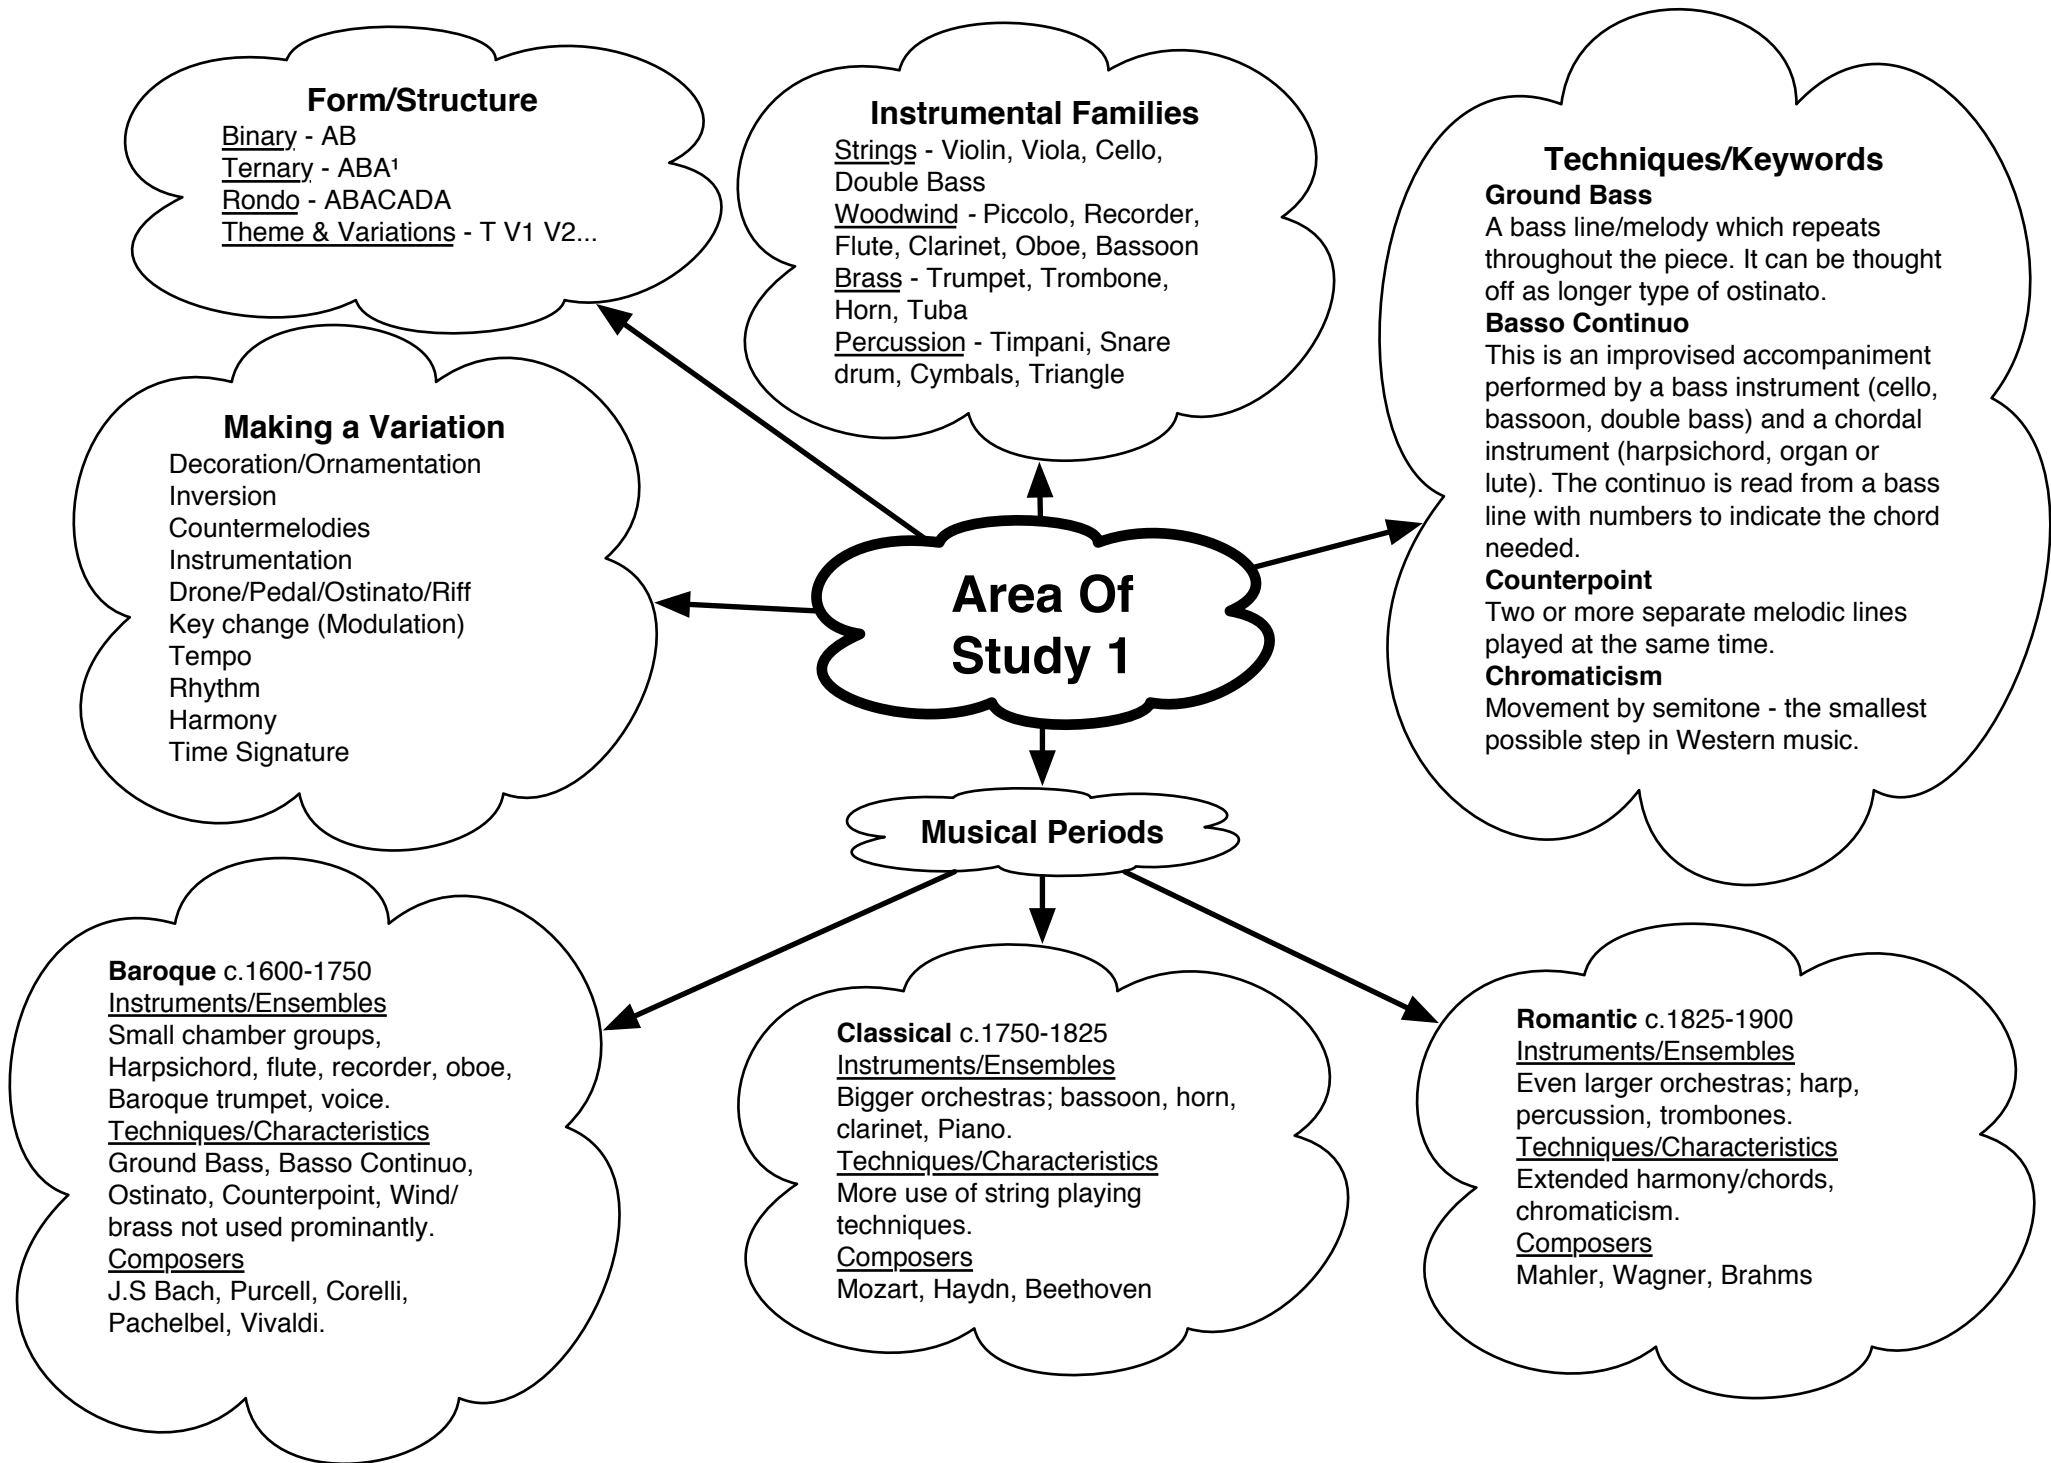 Form/Structure
Binary - AB
Ternary - ABA¹
Rondo - ABACADA
Theme & Variations - T V1 V2...
Instrumental Families
Strings - Violin, Viola, Cello,
Double Bass
Woodwind - Piccolo, Recorder,
Flute, Clarinet, Oboe, Bassoon
Brass - Trumpet, Trombone,
Horn, Tuba
Percussion - Timpani, Snare
drum, Cymbals, Triangle
Techniques/Keywords
Ground Bass
A bass line/melody which repeats
throughout the piece. It can be thought
off as longer type of ostinato.
Basso Continuo
This is an improvised accompaniment
performed by a bass instrument (cello,
bassoon, double bass) and a chordal
instrument (harpsichord, organ or
lute). The continuo is read from a bass
line with numbers to indicate the chord
needed.
Counterpoint
Two or more separate melodic lines
played at the same time.
Chromaticism
Movement by semitone - the smallest
possible step in Western music.
Making a Variation
Decoration/Ornamentation
Inversion
Countermelodies
Instrumentation
Drone/Pedal/Ostinato/Riff
Key change (Modulation)
Tempo
Rhythm
Harmony
Time Signature
Area Of
Study 1
Musical Periods
Baroque c.1600-1750
Instruments/Ensembles
Small chamber groups,
Harpsichord, flute, recorder, oboe,
Baroque trumpet, voice.
Techniques/Characteristics
Ground Bass, Basso Continuo,
Ostinato, Counterpoint, Wind/
brass not used prominantly.
Composers
J.S Bach, Purcell, Corelli,
Pachelbel, Vivaldi.
Classical c.1750-1825
Instruments/Ensembles
Bigger orchestras; bassoon, horn,
clarinet, Piano.
Techniques/Characteristics
More use of string playing
techniques.
Composers
Mozart, Haydn, Beethoven
Romantic c.1825-1900
Instruments/Ensembles
Even larger orchestras; harp,
percussion, trombones.
Techniques/Characteristics
Extended harmony/chords,
chromaticism.
Composers
Mahler, Wagner, Brahms